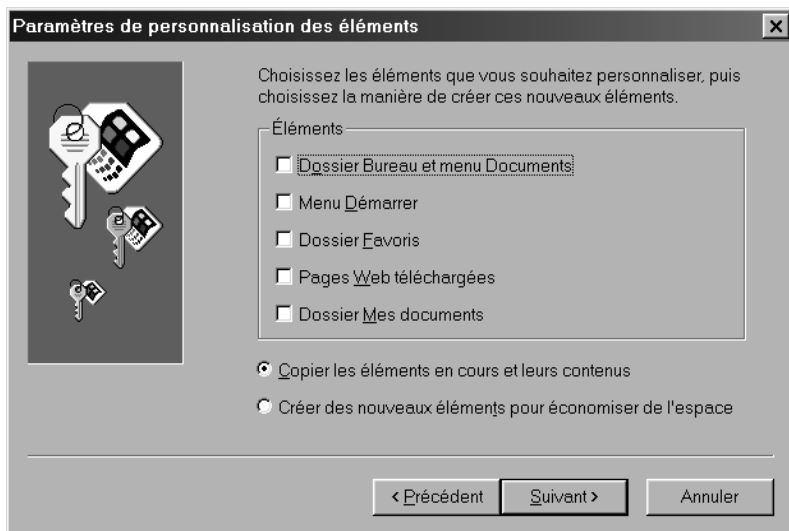 Paramètres de personnalisation des éléments
Choisissez les éléments que vous souhaitez personnaliser, puis
choisissez la manière de créer ces nouveaux éléments.
Éléments
Dossier Bureau et menu Documents
Menu Démarrer
Dossier Favoris
Pages Web téléchargées
Dossier Mes documents
Copier les éléments en cours et leurs contenus
Créer des nouveaux éléments pour économiser de l'espace
< Précédent Suivant > Annuler